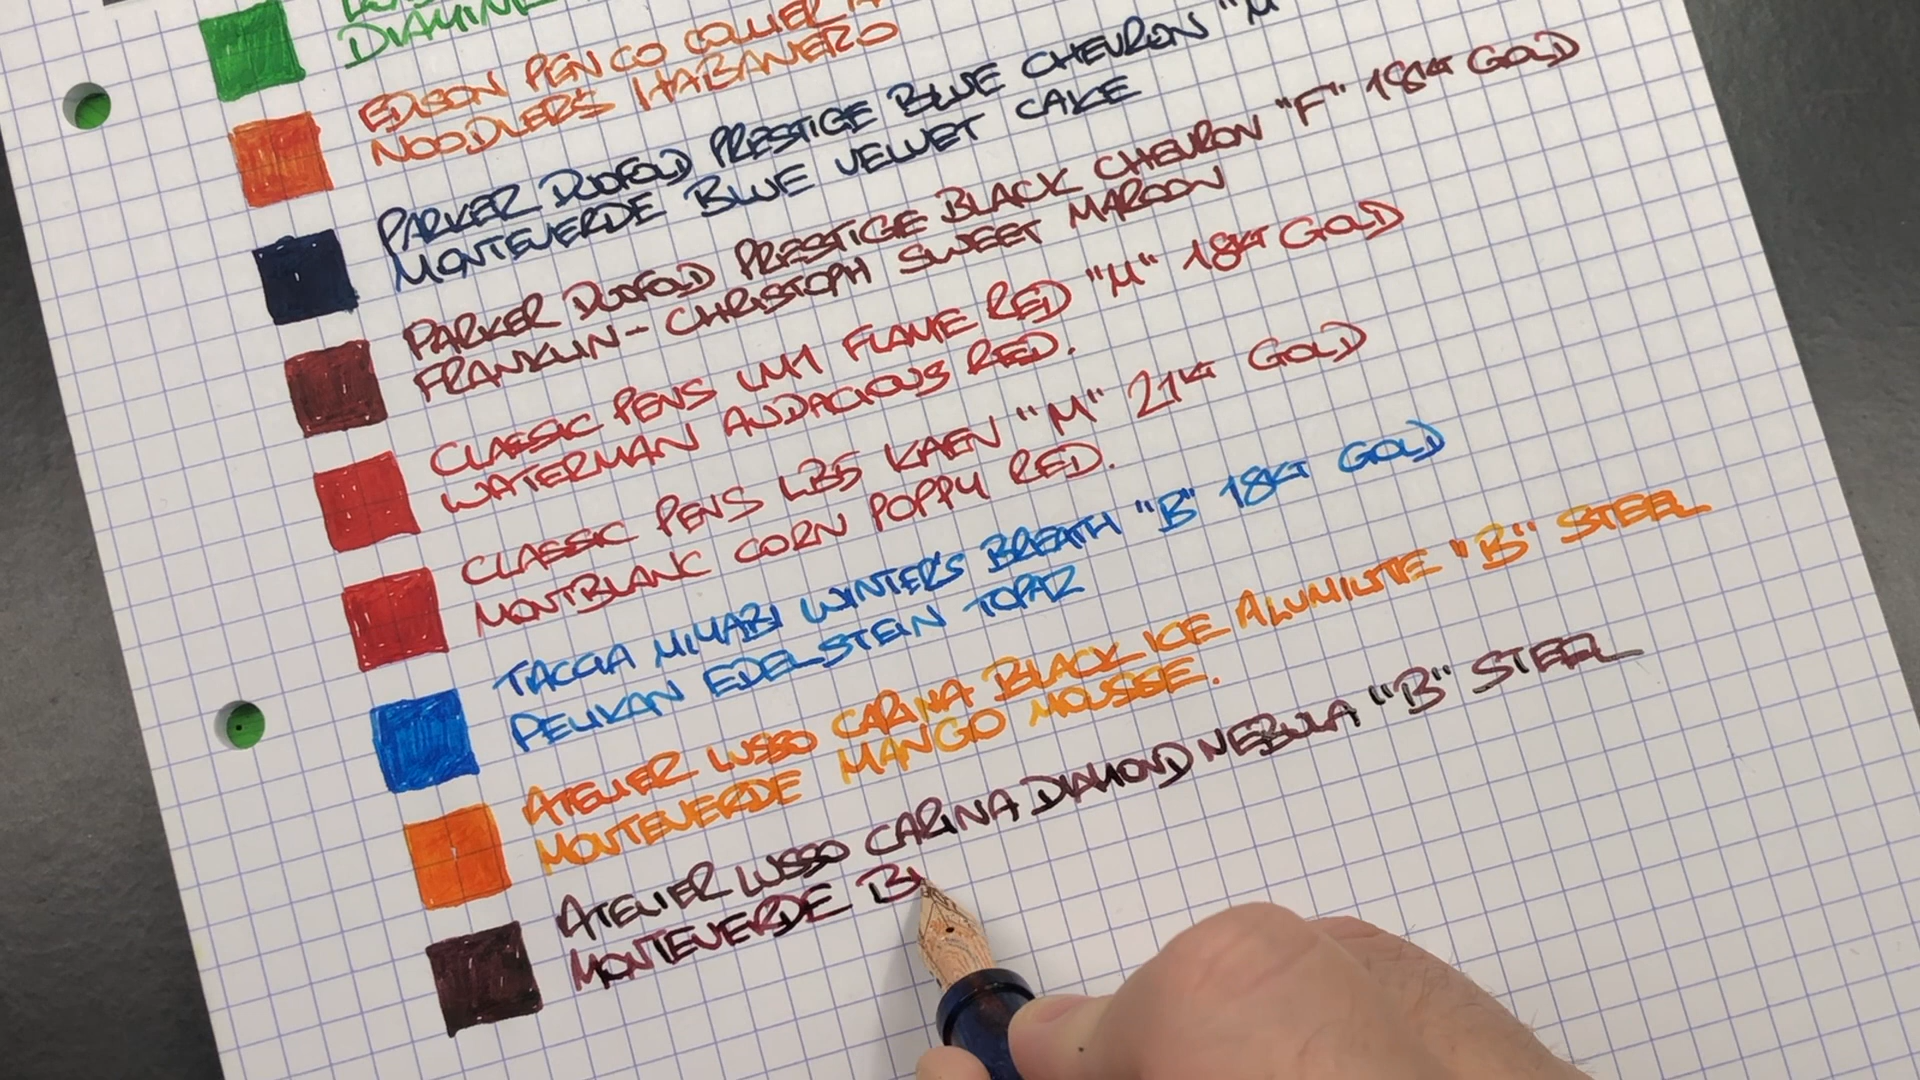 DIAMINE
EDISON PEN CO COLLIER
NOODLER'S HABANERO
PARKER DUOFOLD PRESTIGE BLUE CHEVRON "M"
MONTEVERDE BLUE VELVET CAKE
PARKER DUOFOLD PRESTIGE BLACK CHEVRON "F" 18KT GOLD
FRANKLIN-CHRISTOPH SWEET MAROON
CLASSIC PENS LM1 FLAME RED "M" 18KT GOLD
WATERMAN AUDACIOUS RED.
CLASSIC PENS LB5 KAEN "M" 21KT GOLD
MONTBLANC CORN POPPY RED.
TACCIA MIYABI WINTER'S BREATH "B" 18KT GOLD
PELIKAN EDELSTEIN TOPAZ
ATELIER LUSSO CARINA BLACK ICE ALUMILITE "B" STEEL
MONTEVERDE MANGO MOUSSE.
ATELIER LUSSO CARINA DIAMOND NEBULA "B" STEEL
MONTEVERDE B